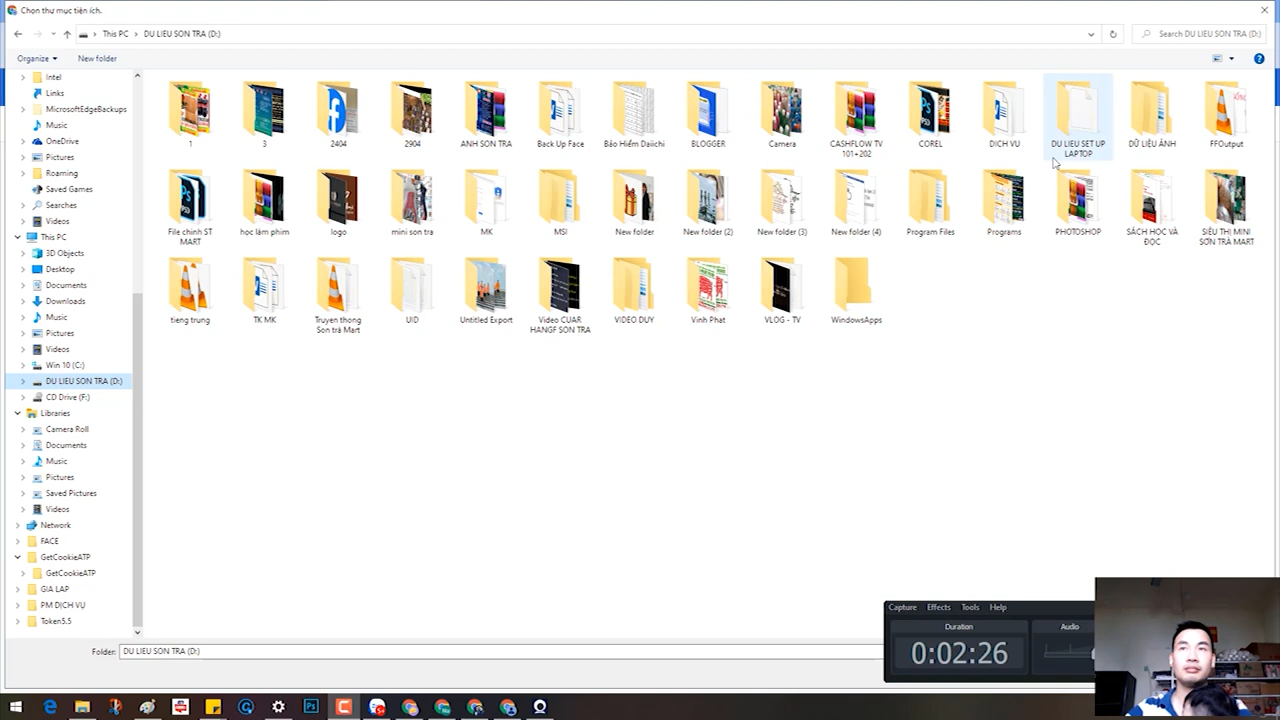 Chọn thư mục tiện ích.
This PC
DU LIEU SON TRA (D:)
Search DU LIEU SON TRA (D:)
Organize
New folder
Intel
Links
MicrosoftEdgeBackups
Music
OneDrive
Pictures
Roaming
Saved Games
Searches
Videos
This PC
3D Objects
Desktop
Documents
Downloads
Music
Pictures
Videos
Win 10 (C:)
DU LIEU SON TRA (D:)
CD Drive (F:)
Libraries
Camera Roll
Documents
Music
Pictures
Saved Pictures
Videos
Network
FACE
GetCookieATP
GetCookieATP
GIA LAP
PM DỊCH VỤ
Token5.5
1
3
2404
2904
ANH SON TRA
Back Up Face
Bảo Hiểm Daiichi
BLOGGER
Camera
CASHFLOW TV
101+202
COREL
DICH VU
DU LIEU SET UP
LAPTOP
DỮ LIỆU ẢNH
FFOutput
File chinh ST
MART
học làm phim
logo
mini son tra
MK
MSI
New folder
New folder (2)
New folder (3)
New folder (4)
Program Files
Programs
PHOTOSHOP
SÁCH HỌC VÀ
ĐỌC
SIÊU THỊ MINI
SƠN TRÀ MART
tieng trung
TK MK
Truyen thong
Son trà Mart
UID
Untitled Export
Video CUAR
HANGF SON TRA
VIDEO DUY
Vinh Phat
VLOG - TV
WindowsApps
Folder:
DU LIEU SON TRA (D:)
Capture
Effects
Tools
Help
Duration
Audio
0:02:26